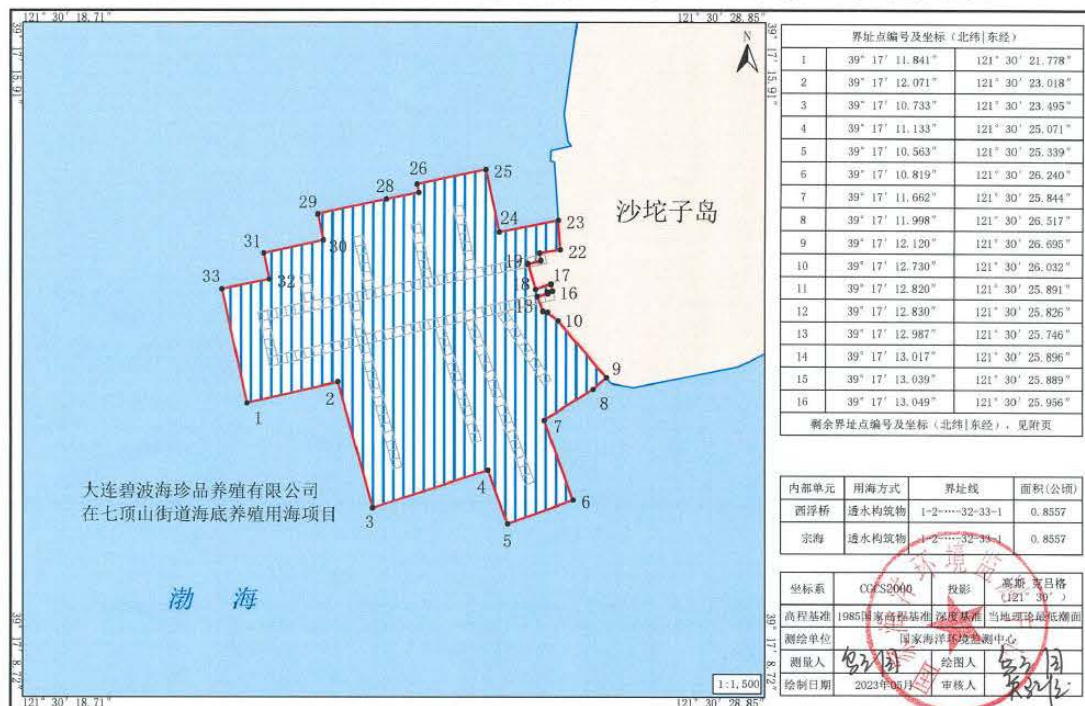 121° 30′ 18.71″
121° 30′ 28.85″
39° 17′ 15.91″
39° 17′ 15.91″
N
26
25
28
29
24
23
沙坨子岛
31
30
22
19
33
32
18
17
16
13
10
9
8
1
2
7
4
6
3
5
大连碧波海珍品养殖有限公司
在七顶山街道海底养殖用海项目
渤 海
39° 17′ 8.72″
39° 17′ 8.72″
1:1,500
121° 30′ 18.71″
121° 30′ 28.85″
界址点编号及坐标（北纬|东经）
1 39° 17′ 11.841″ 121° 30′ 21.778″
2 39° 17′ 12.071″ 121° 30′ 23.018″
3 39° 17′ 10.733″ 121° 30′ 23.495″
4 39° 17′ 11.133″ 121° 30′ 25.071″
5 39° 17′ 10.563″ 121° 30′ 25.339″
6 39° 17′ 10.819″ 121° 30′ 26.240″
7 39° 17′ 11.662″ 121° 30′ 25.844″
8 39° 17′ 11.998″ 121° 30′ 26.517″
9 39° 17′ 12.120″ 121° 30′ 26.695″
10 39° 17′ 12.730″ 121° 30′ 26.032″
11 39° 17′ 12.820″ 121° 30′ 25.891″
12 39° 17′ 12.830″ 121° 30′ 25.826″
13 39° 17′ 12.987″ 121° 30′ 25.746″
14 39° 17′ 13.017″ 121° 30′ 25.896″
15 39° 17′ 13.039″ 121° 30′ 25.889″
16 39° 17′ 13.049″ 121° 30′ 25.956″
剩余界址点编号及坐标（北纬|东经），见附页
内部单元 用海方式 界址线 面积(公顷)
西浮桥 透水构筑物 1-2-…-32-33-1 0.8557
宗海 透水构筑物 1-2-…-32-33-1 0.8557
坐标系 CGCS2000 投影 高斯_克吕格 (121° 30′)
高程基准 1985国家高程基准 深度基准 当地理论最低潮面
测绘单位 国家海洋环境监测中心
测量人 绘图人
绘制日期 2023年05月 审核人